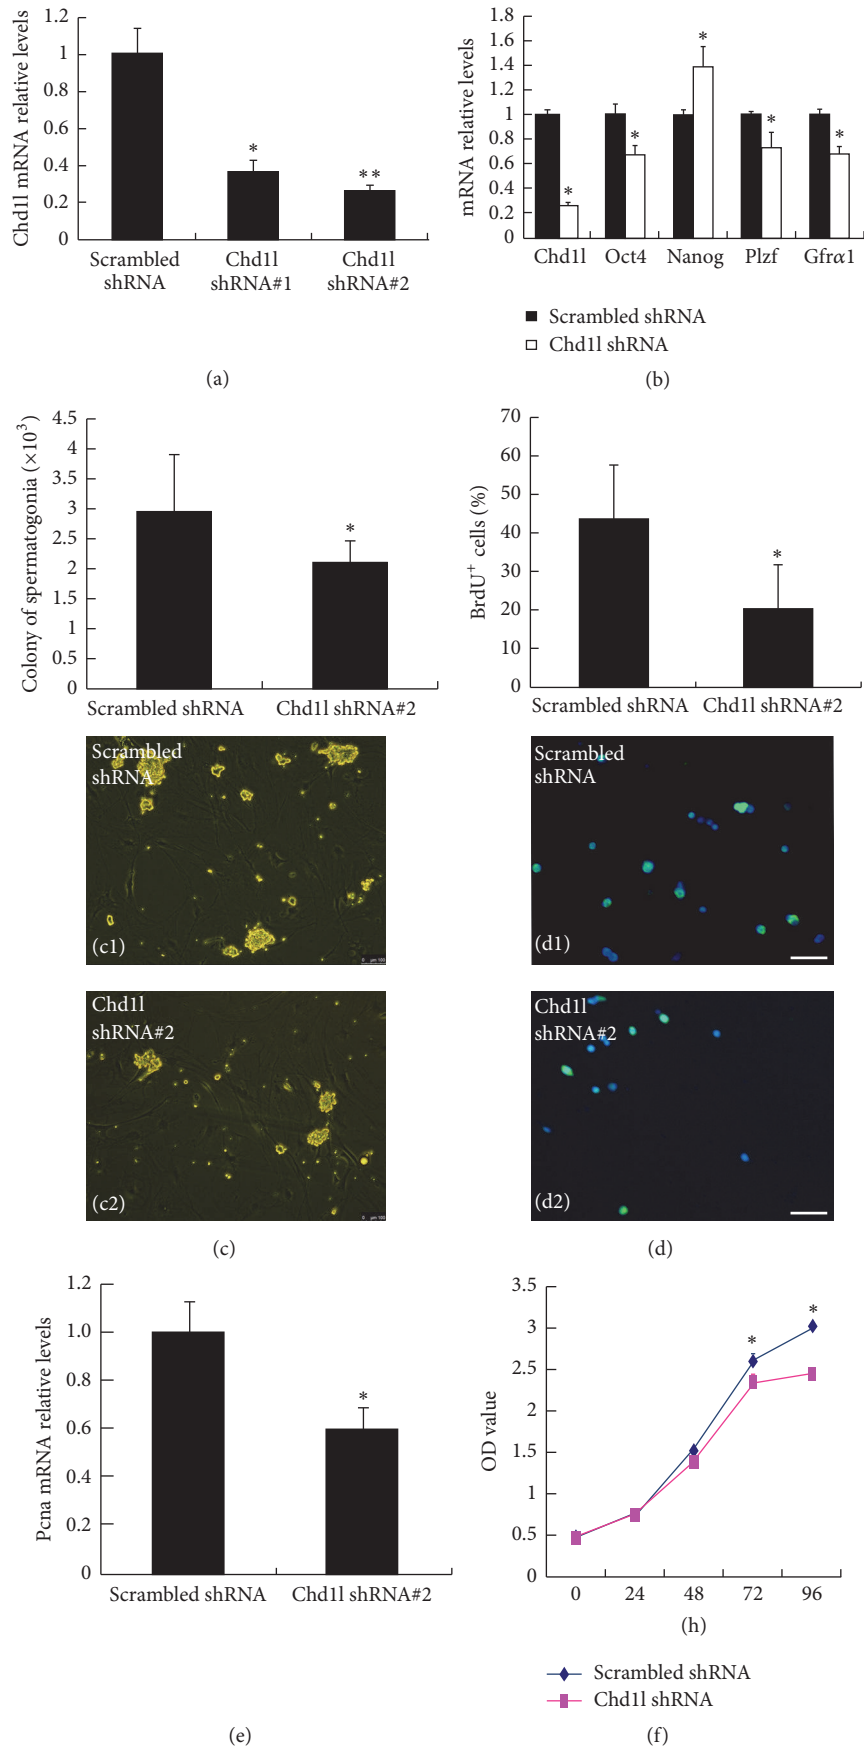 Chd1l mRNA relative levels
1.2
1
0.8
0.6
0.4
0.2
0
*
**
Scrambled shRNA
Chd1l shRNA#1
Chd1l shRNA#2
(a)
mRNA relative levels
1.8
1.6
1.4
1.2
1
0.8
0.6
0.4
0.2
0
*
*
*
*
*
Chd1l
Oct4
Nanog
Plzf
Gfrα1
Scrambled shRNA
Chd1l shRNA
(b)
Colony of spermatogonia (×10³)
4.5
4
3.5
3
2.5
2
1.5
1
0.5
0
*
Scrambled shRNA
Chd1l shRNA#2
Scrambled
shRNA
(c1)
Chd1l
shRNA#2
(c2)
(c)
BrdU⁺ cells (%)
70
60
50
40
30
20
10
0
*
Scrambled shRNA
Chd1l shRNA#2
Scrambled
shRNA
(d1)
Chd1l
shRNA#2
(d2)
(d)
Pcna mRNA relative levels
1.2
1.0
0.8
0.6
0.4
0.2
0
*
Scrambled shRNA
Chd1l shRNA#2
(e)
OD value
3.5
3
2.5
2
1.5
1
0.5
0
*
*
0
24
48
72
96
(h)
Scrambled shRNA
Chd1l shRNA
(f)